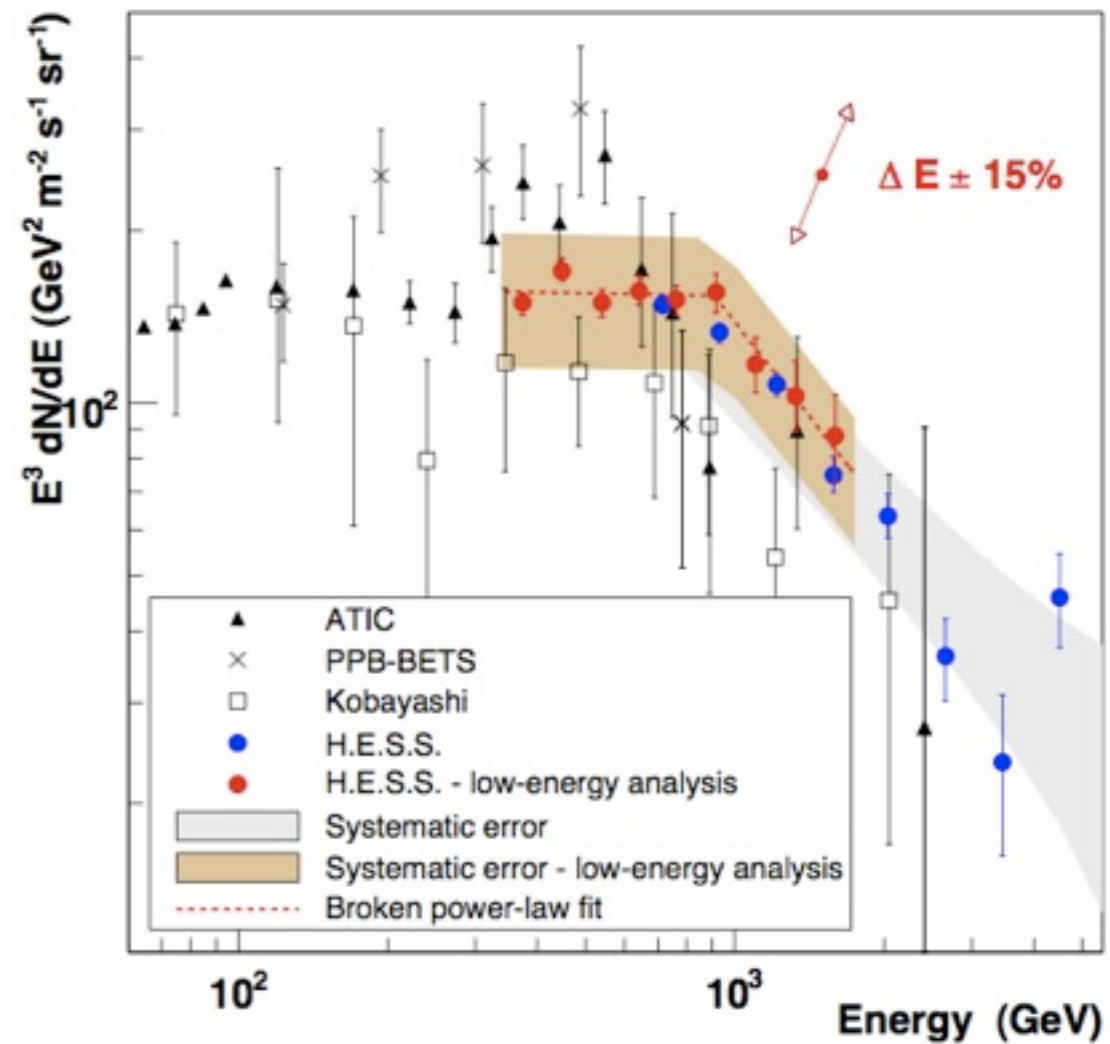 E³ dN/dE (GeV² m⁻² s⁻¹ sr⁻¹)
10²
Δ E ± 15%
ATIC
PPB-BETS
Kobayashi
H.E.S.S.
H.E.S.S. - low-energy analysis
Systematic error
Systematic error - low-energy analysis
Broken power-law fit
10² 10³
Energy (GeV)